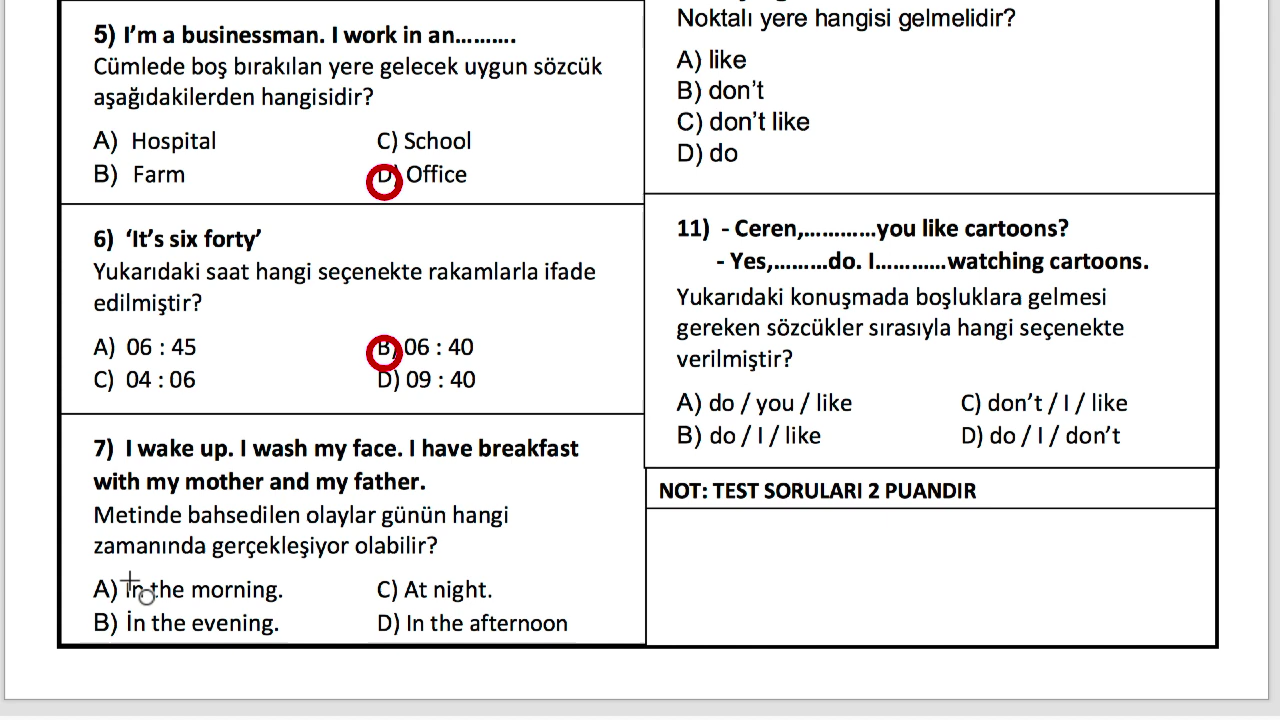 5) I'm a businessman. I work in an..........
Cümlede boş bırakılan yere gelecek uygun sözcük
aşağıdakilerden hangisidir?
A) Hospital
C) School
B) Farm
D) Office
6) ‘It's six forty’
Yukarıdaki saat hangi seçenekte rakamlarla ifade
edilmiştir?
A) 06 : 45
B) 06 : 40
C) 04 : 06
D) 09 : 40
7) I wake up. I wash my face. I have breakfast
with my mother and my father.
Metinde bahsedilen olaylar günün hangi
zamanında gerçekleşiyor olabilir?
A) İn the morning.
C) At night.
B) İn the evening.
D) In the afternoon
Noktalı yere hangisi gelmelidir?
A) like
B) don't
C) don't like
D) do
11) - Ceren,............you like cartoons?
- Yes,.........do. I............watching cartoons.
Yukarıdaki konuşmada boşluklara gelmesi
gereken sözcükler sırasıyla hangi seçenekte
verilmiştir?
A) do / you / like
C) don't / I / like
B) do / I / like
D) do / I / don't
NOT: TEST SORULARI 2 PUANDIR